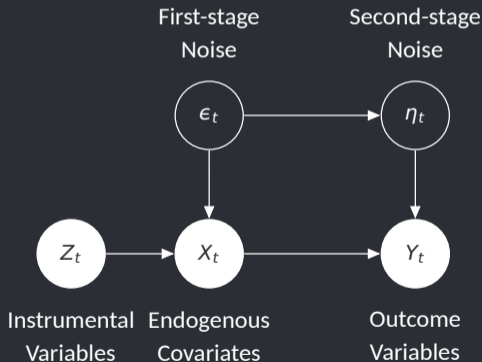 First-stage Second-stage
Noise Noise
ϵt ηt
Zt Xt Yt
Instrumental Endogenous Outcome
Variables Covariates Variables